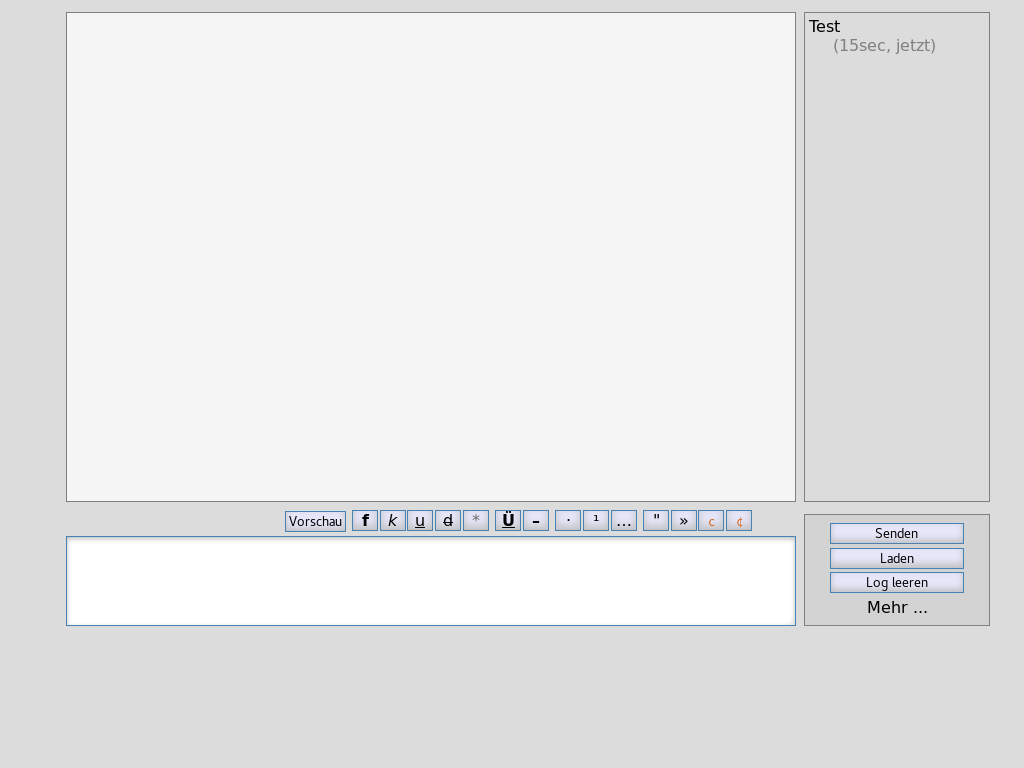 Test
(15sec, jetzt)
Vorschau f k u d * Ü – · ¹ … " » c ¢
Senden
Laden
Log leeren
Mehr ...